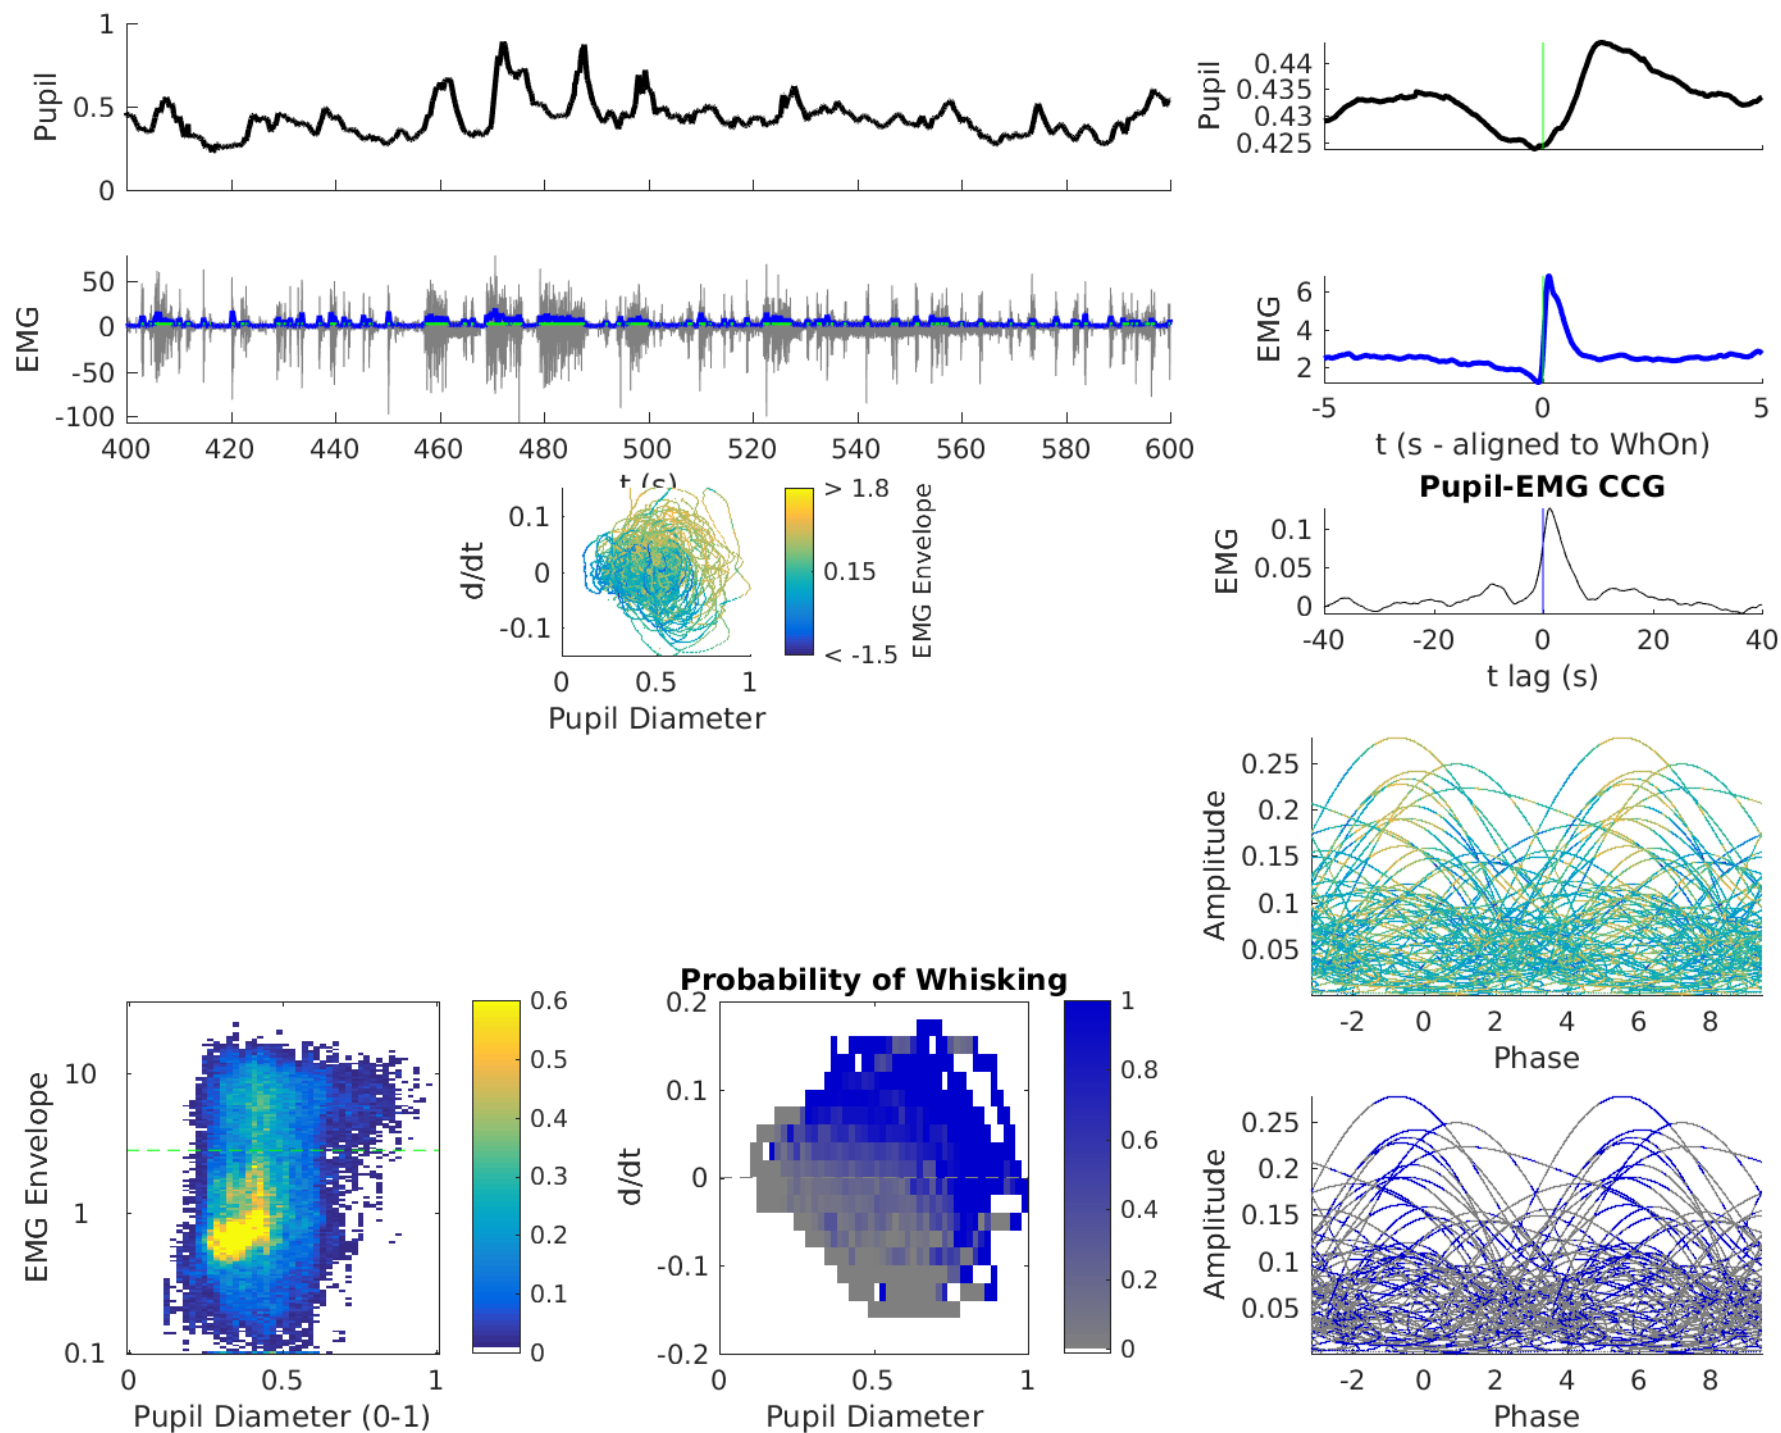 Pupil
1
0.5
0
EMG
50
0
-50
-100
400 420 440 460 480 500 520 540 560 580 600
t (s)
Pupil
0.44
0.435
0.43
0.425
EMG
6
4
2
-5 0 5
t (s - aligned to WhOn)
Pupil-EMG CCG
EMG
0.1
0.05
0
-40 -20 0 20 40
t lag (s)
d/dt
0.1
0
-0.1
0 0.5 1
Pupil Diameter
> 1.8
0.15
< -1.5
EMG Envelope
Amplitude
0.25
0.2
0.15
0.1
0.05
-2 0 2 4 6 8
Phase
EMG Envelope
10
1
0.1
0 0.5 1
Pupil Diameter (0-1)
0.6
0.5
0.4
0.3
0.2
0.1
0
Probability of Whisking
d/dt
0.2
0.1
0
-0.1
-0.2
0 0.5 1
Pupil Diameter
1
0.8
0.6
0.4
0.2
0
Amplitude
0.25
0.2
0.15
0.1
0.05
-2 0 2 4 6 8
Phase